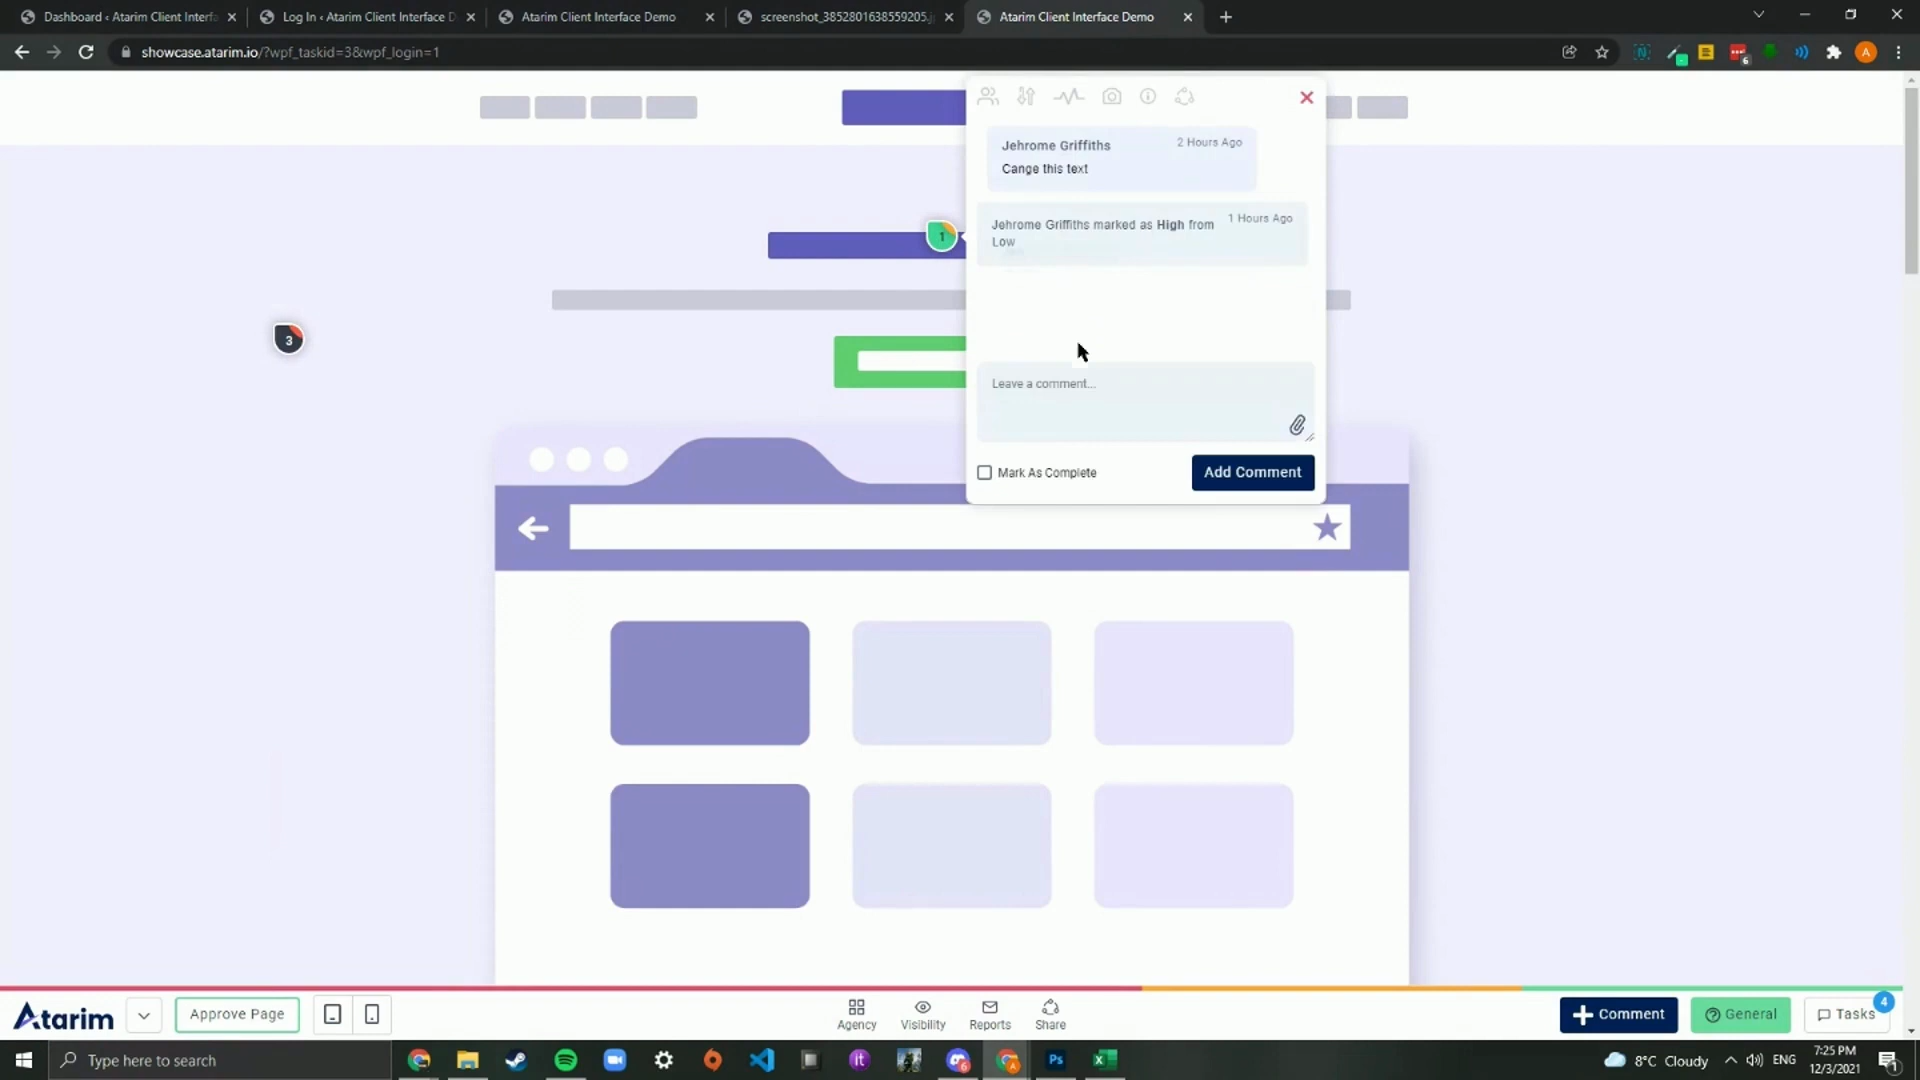 Dashboard ‹ Atarim Client Interfa
Log In ‹ Atarim Client Interface D
Atarim Client Interface Demo
screenshot_3852801638559205.j
Atarim Client Interface Demo
showcase.atarim.io/?wpf_taskid=3&wpf_login=1
6
A
Jehrome Griffiths
2 Hours Ago
Cange this text
1
Jehrome Griffiths marked as High from
Low
1 Hours Ago
3
Leave a comment...
Mark As Complete
Add Comment
Atarim
Approve Page
Agency
Visibility
Reports
Share
Comment
General
Tasks
4
Type here to search
it
Ps
8°C Cloudy
ENG
7:25 PM
12/3/2021
1